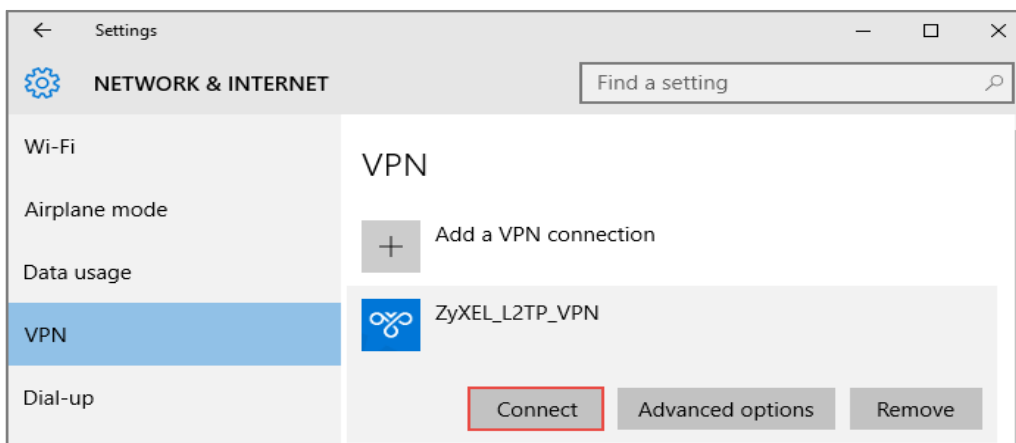 Settings
NETWORK & INTERNET
Find a setting
Wi-Fi
Airplane mode
Data usage
VPN
Dial-up
VPN
Add a VPN connection
ZyXEL_L2TP_VPN
Connect
Advanced options
Remove